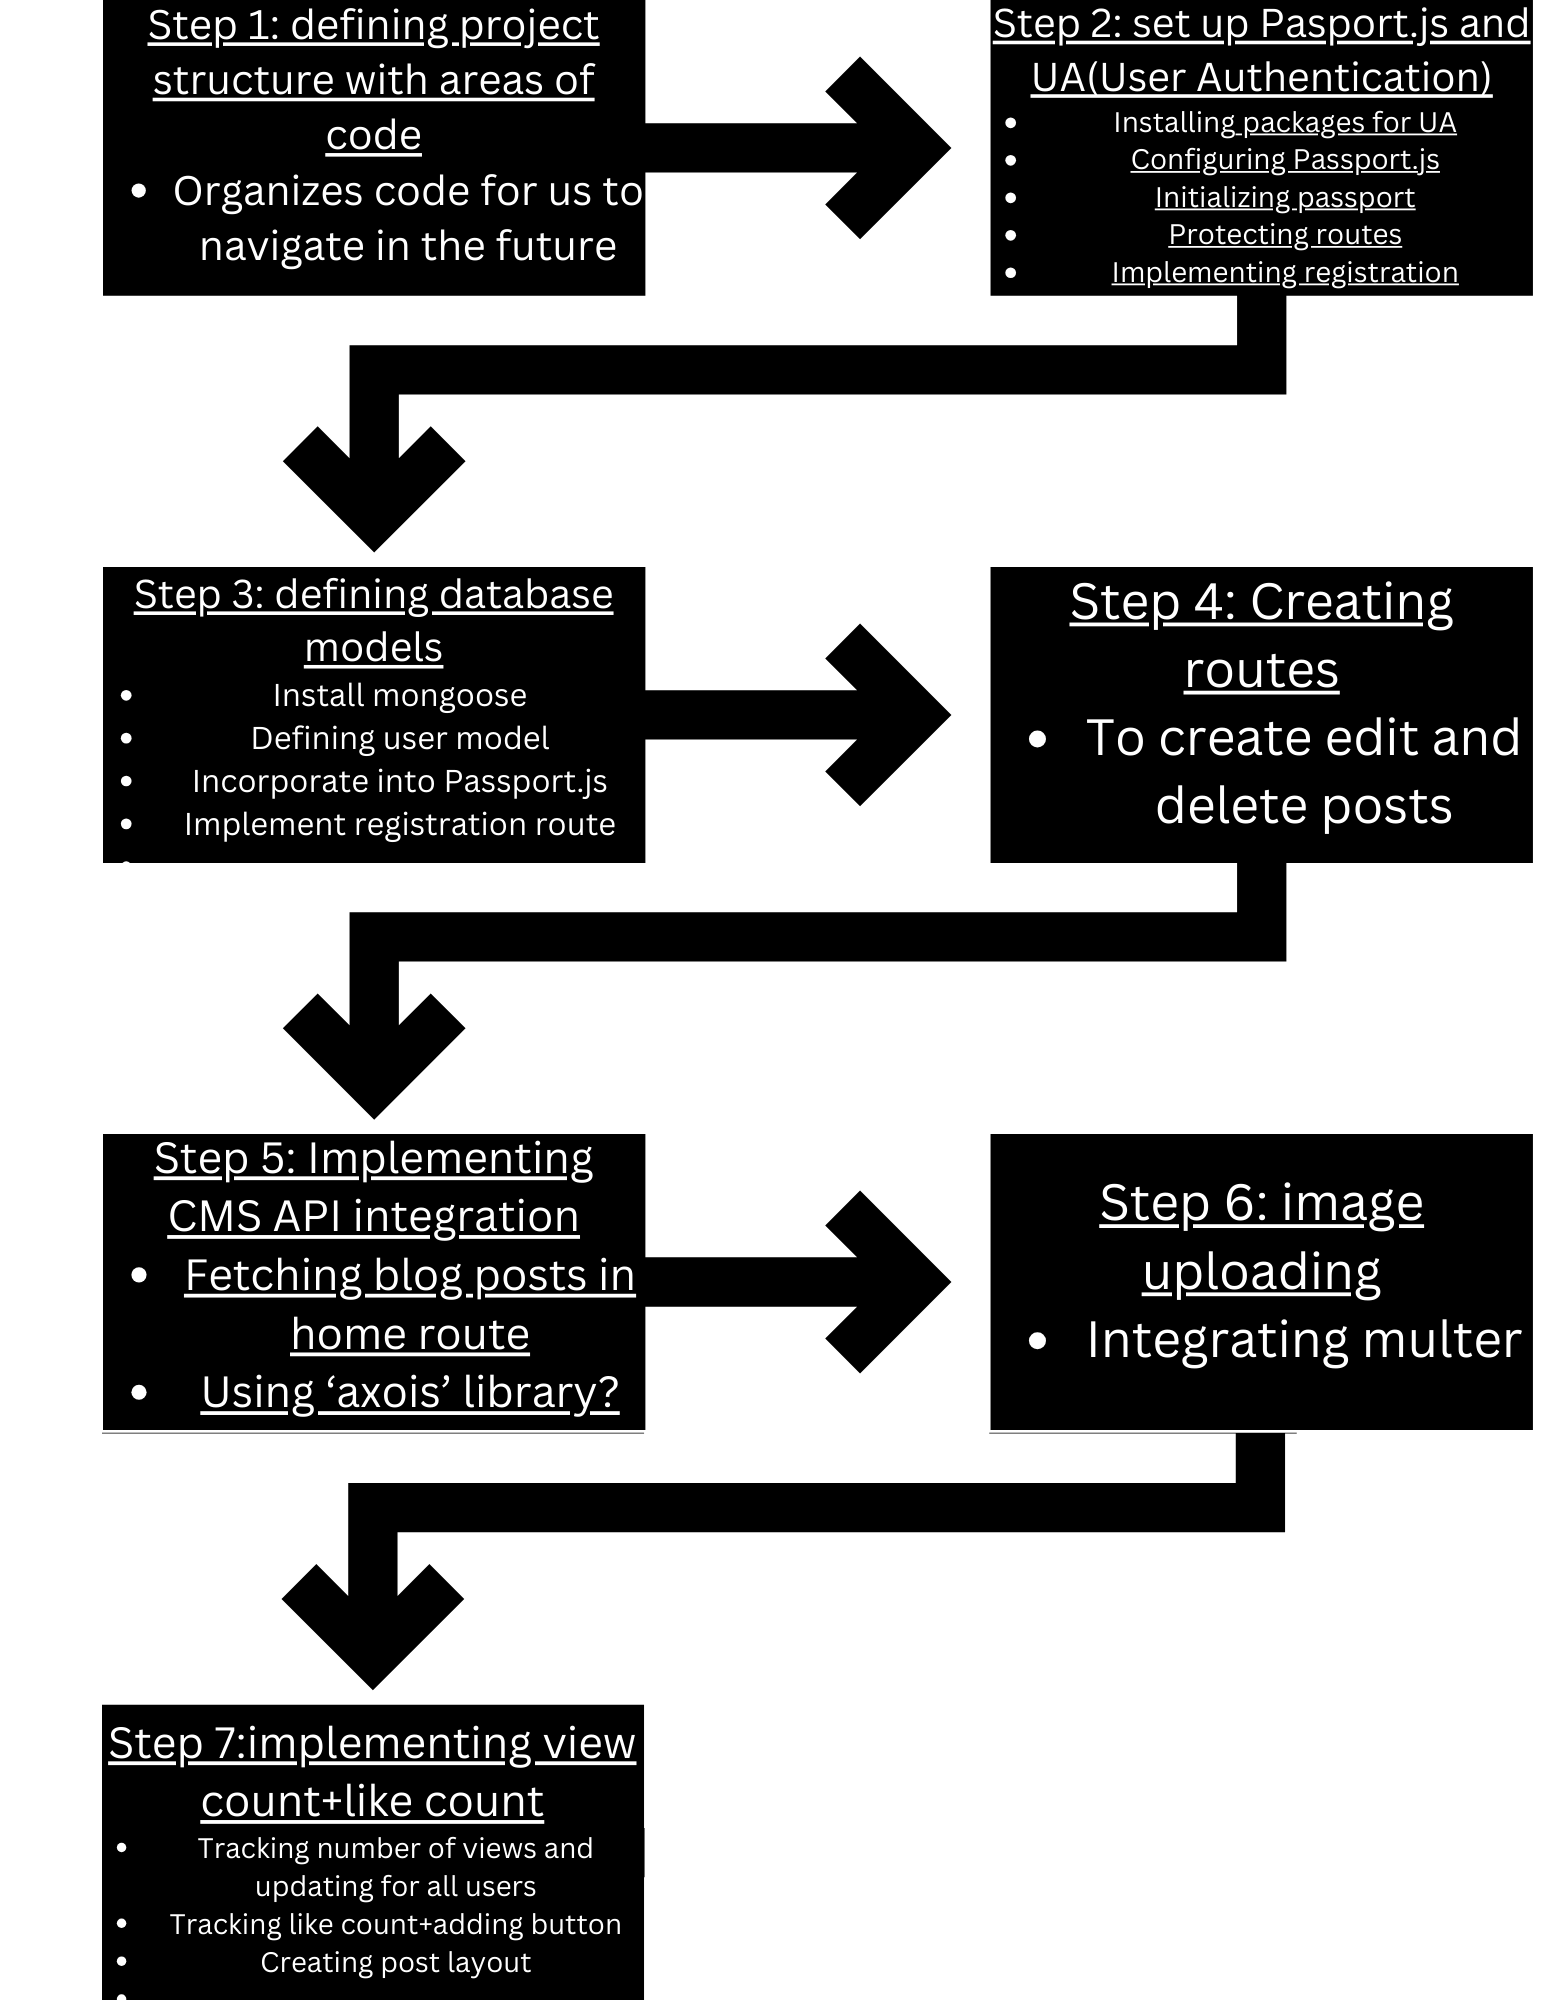 Step 1: defining project
structure with areas of
code
• Organizes code for us to
navigate in the future
Step 2: set up Pasport.js and
UA(User Authentication)
• Installing packages for UA
• Configuring Passport.js
• Initializing passport
• Protecting routes
• Implementing registration
Step 3: defining database
models
• Install mongoose
• Defining user model
• Incorporate into Passport.js
• Implement registration route
Step 4: Creating
routes
• To create edit and
delete posts
Step 5: Implementing
CMS API integration
• Fetching blog posts in
home route
• Using ‘axois’ library?
Step 6: image
uploading
• Integrating multer
Step 7:implementing view
count+like count
• Tracking number of views and
updating for all users
• Tracking like count+adding button
• Creating post layout